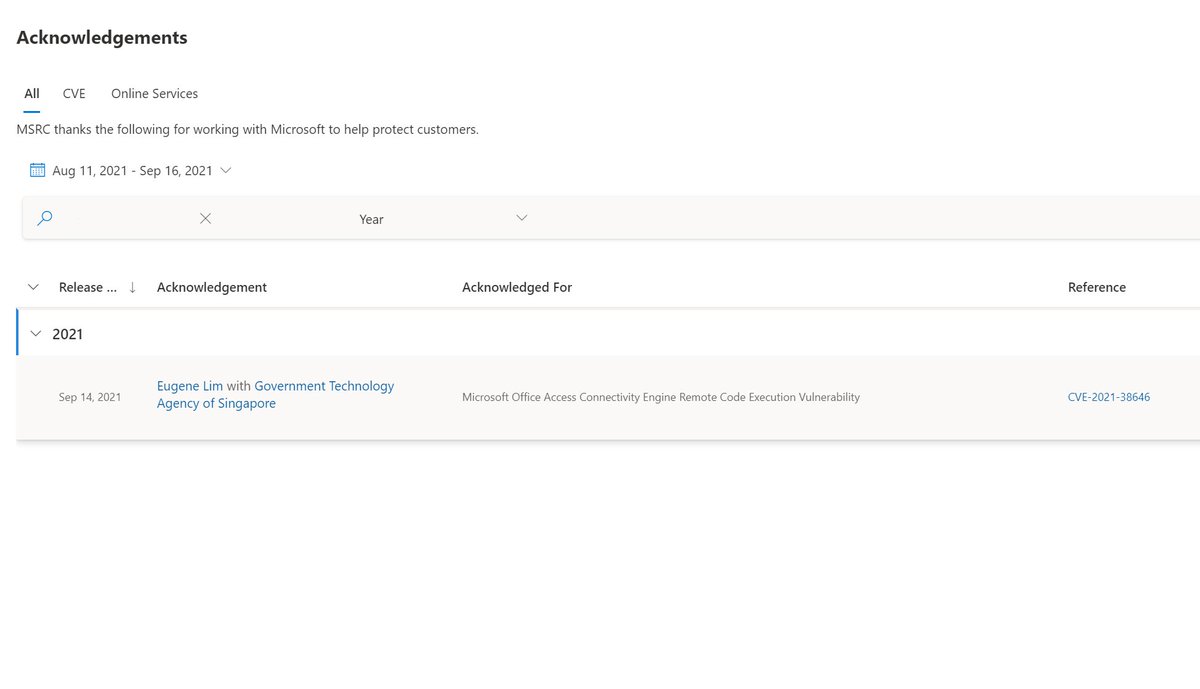 Acknowledgements
All CVE Online Services
MSRC thanks the following for working with Microsoft to help protect customers.
Aug 11, 2021 - Sep 16, 2021
Year
Release ... ↓ Acknowledgement Acknowledged For Reference
2021
Sep 14, 2021 Eugene Lim with Government Technology Agency of Singapore Microsoft Office Access Connectivity Engine Remote Code Execution Vulnerability CVE-2021-38646